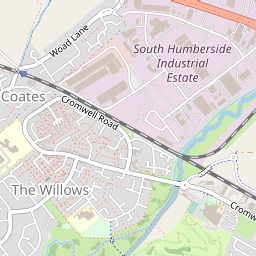 Woad Lane
South Humberside
Industrial
Estate
Coates
Cromwell Road
The Willows
Cromw